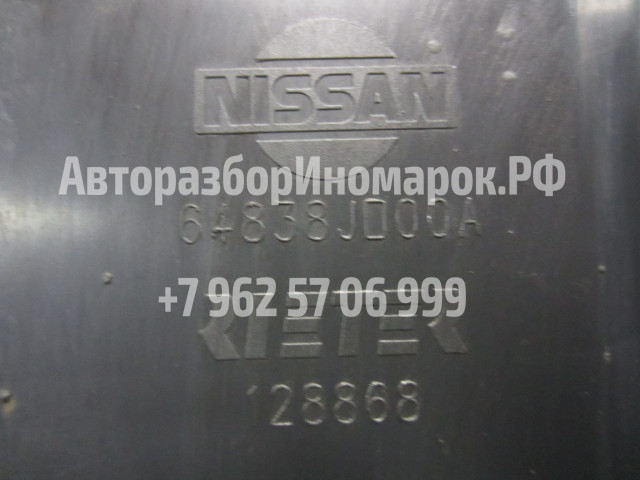 NISSAN
АвторазборИномарок.РФ
64838JD00A
+7 962 57 06 999
RIETER
128868